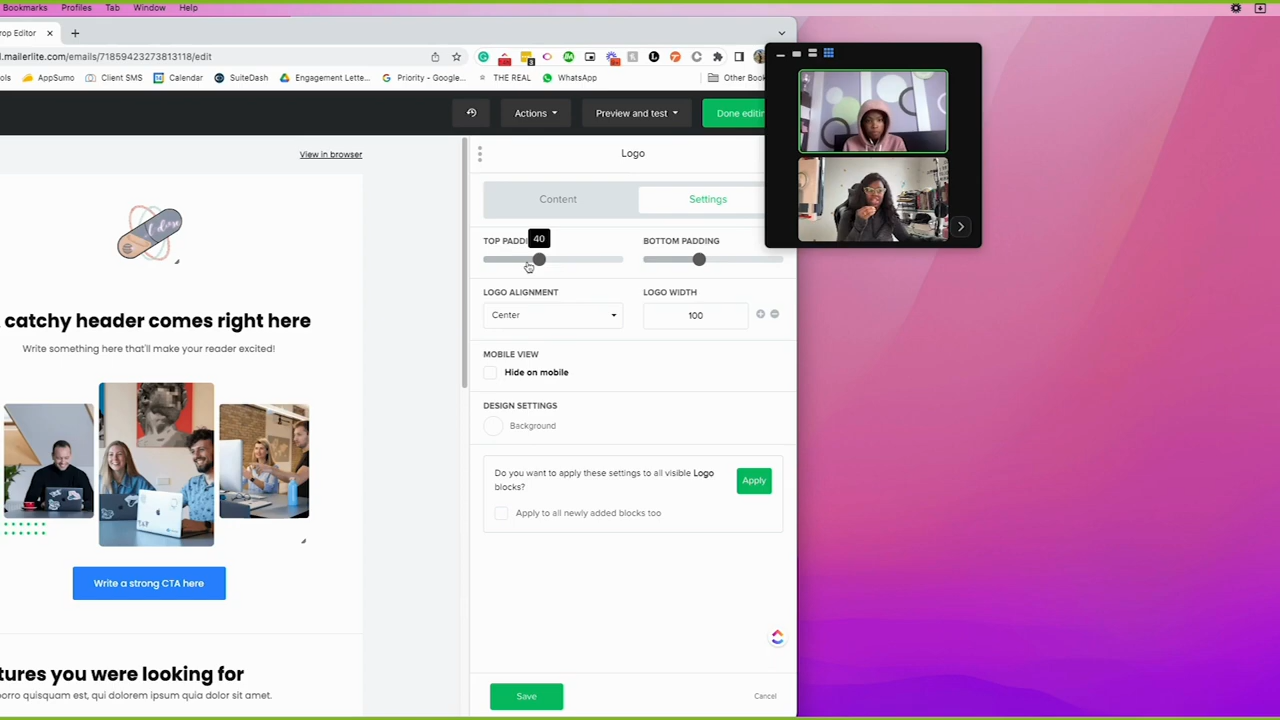 Bookmarks Profiles Tab Window Help
rop Editor
.mailerlite.com/emails/71859423273813118/edit
ols AppSumo Client SMS Calendar SuiteDash Engagement Lette... Priority - Google... THE REAL WhatsApp Other Book
Actions Preview and test Done editin
View in browser
Logo
Content Settings
TOP PADDI 40 BOTTOM PADDING
LOGO ALIGNMENT LOGO WIDTH
Center 100
catchy header comes right here
Write something here that'll make your reader excited!
MOBILE VIEW
Hide on mobile
DESIGN SETTINGS
Background
Do you want to apply these settings to all visible Logo
blocks?
Apply
Apply to all newly added blocks too
Write a strong CTA here
tures you were looking for
porro quisquam est, qui dolorem ipsum quia dolor sit amet.
Save Cancel